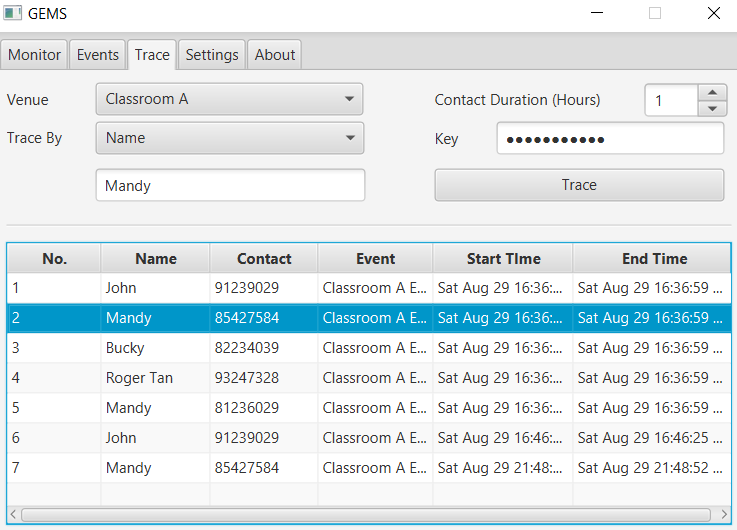 GEMS
Monitor Events Trace Settings About
Venue Classroom A Contact Duration (Hours) 1
Trace By Name Key ●●●●●●●●●●●
Mandy Trace
No. Name Contact Event Start TIme End Time
1 John 91239029 Classroom A E... Sat Aug 29 16:36:... Sat Aug 29 16:36:59 ...
2 Mandy 85427584 Classroom A E... Sat Aug 29 16:36:... Sat Aug 29 16:36:59 ...
3 Bucky 82234039 Classroom A E... Sat Aug 29 16:36:... Sat Aug 29 16:36:59 ...
4 Roger Tan 93247328 Classroom A E... Sat Aug 29 16:36:... Sat Aug 29 16:36:59 ...
5 Mandy 81236029 Classroom A E... Sat Aug 29 16:36:... Sat Aug 29 16:36:59 ...
6 John 91239029 Classroom A E... Sat Aug 29 16:46:... Sat Aug 29 16:46:25 ...
7 Mandy 85427584 Classroom A E... Sat Aug 29 21:48:... Sat Aug 29 21:48:52 ...